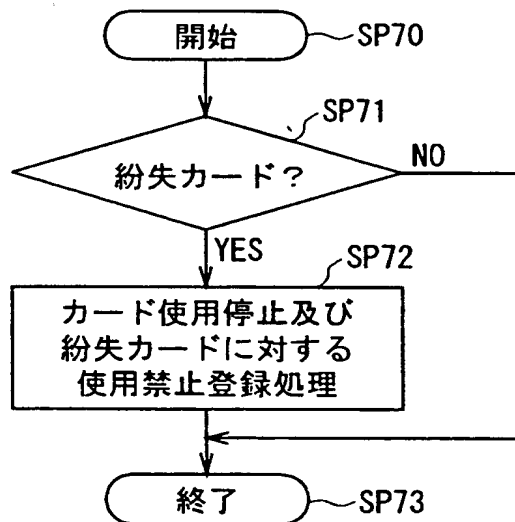 開始
SP70
SP71
紛失カード?
NO
YES
SP72
カード使用停止及び
紛失カードに対する
使用禁止登録処理
終了
SP73